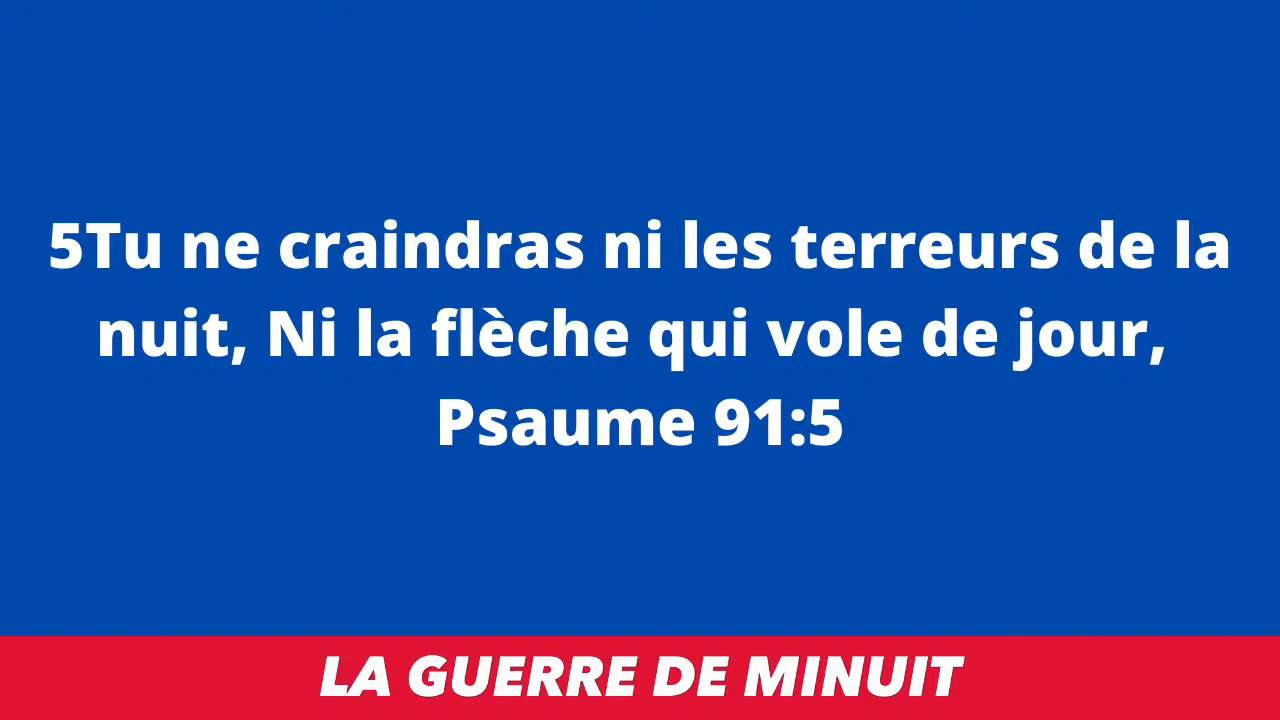 5Tu ne craindras ni les terreurs de la
nuit, Ni la flèche qui vole de jour,
Psaume 91:5
LA GUERRE DE MINUIT